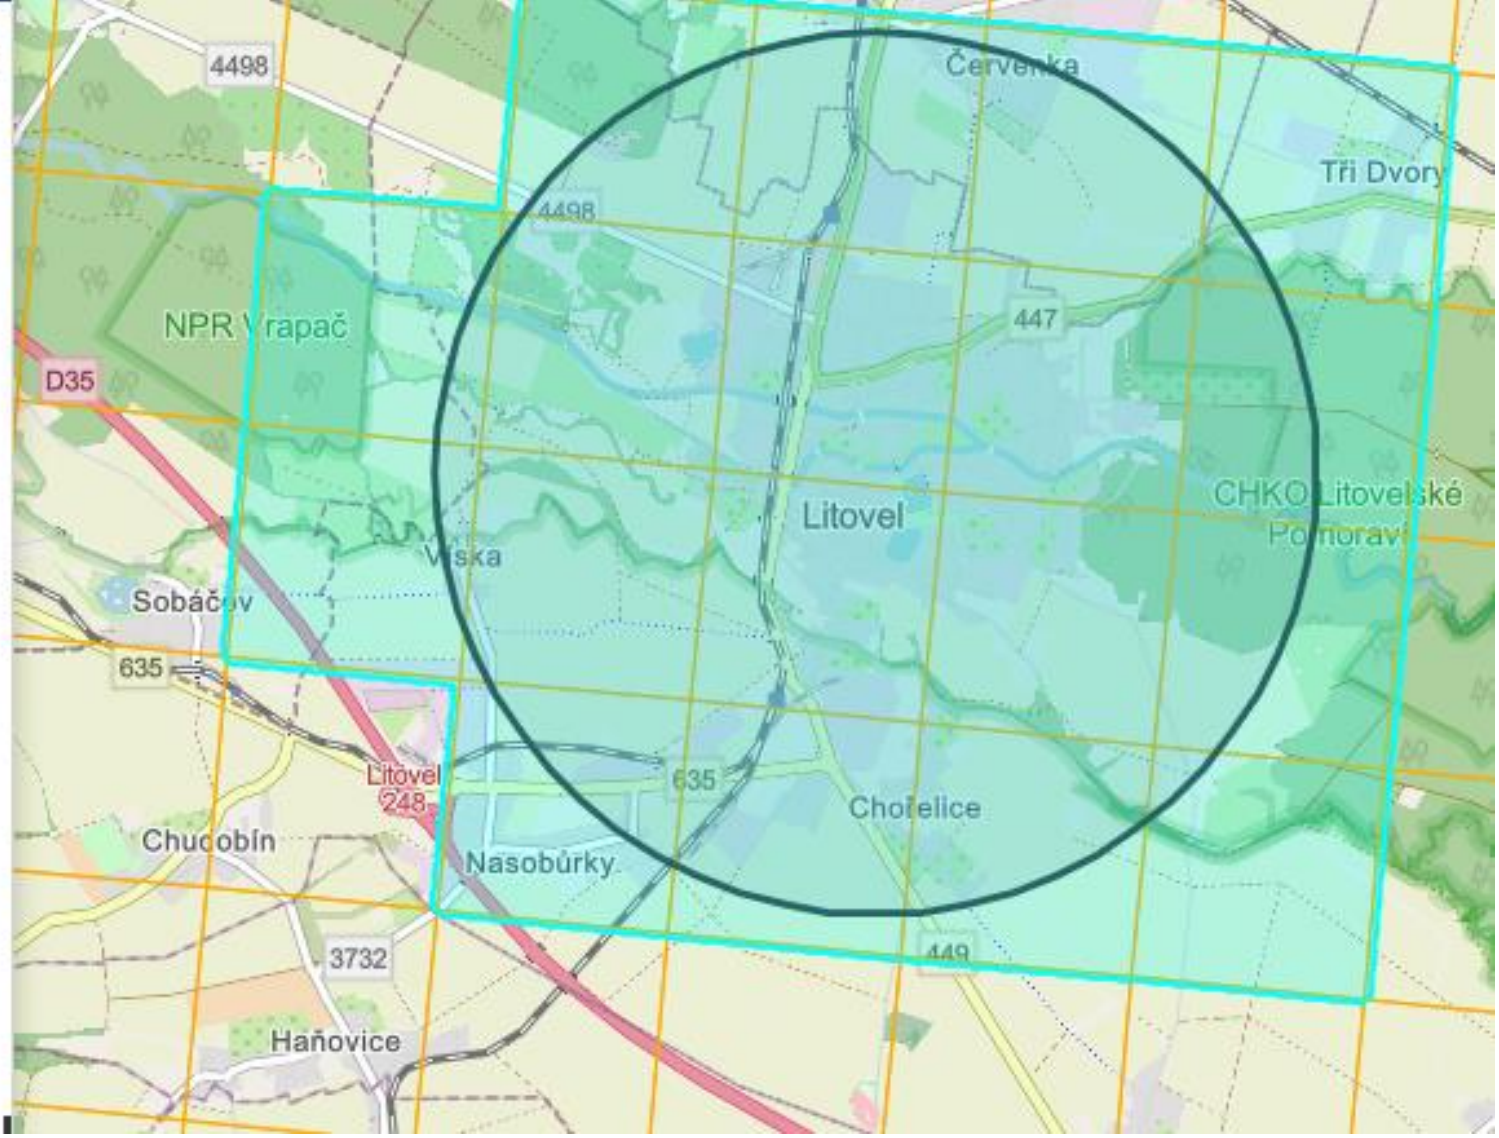 4498
Červenka
Tři Dvory
4498
NPR Vrapač
447
D35
CHKO Litovelské
Pomoraví
Litovel
Víska
Sobáčov
635
Litovel
248
635
Chořelice
Chudobín
Nasobůrky
449
3732
Haňovice